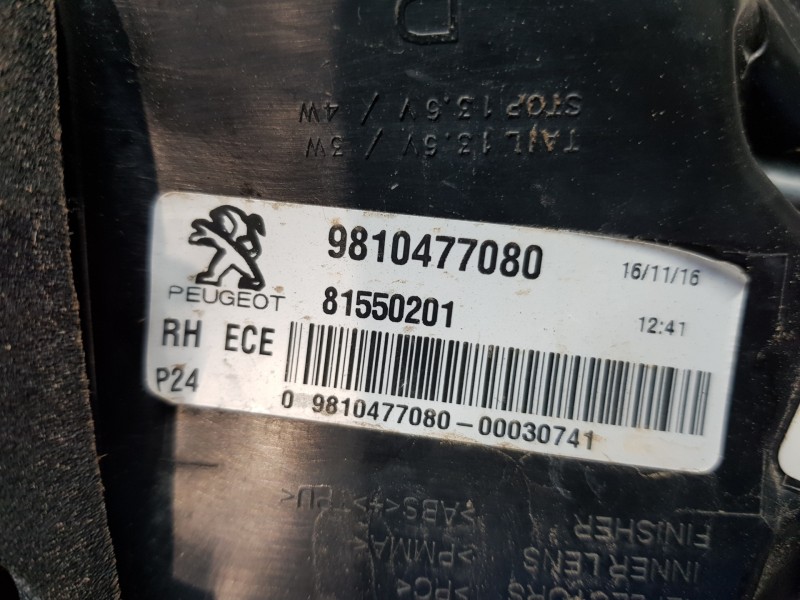 D
STOP 13.5V / 4W
TAIL 13.5V / 3W
9810477080
16/11/16
PEUGEOT
81550201
12:41
RH ECE
P24
0 9810477080-00030741
FINISHER
INNER LENS >PMMA<